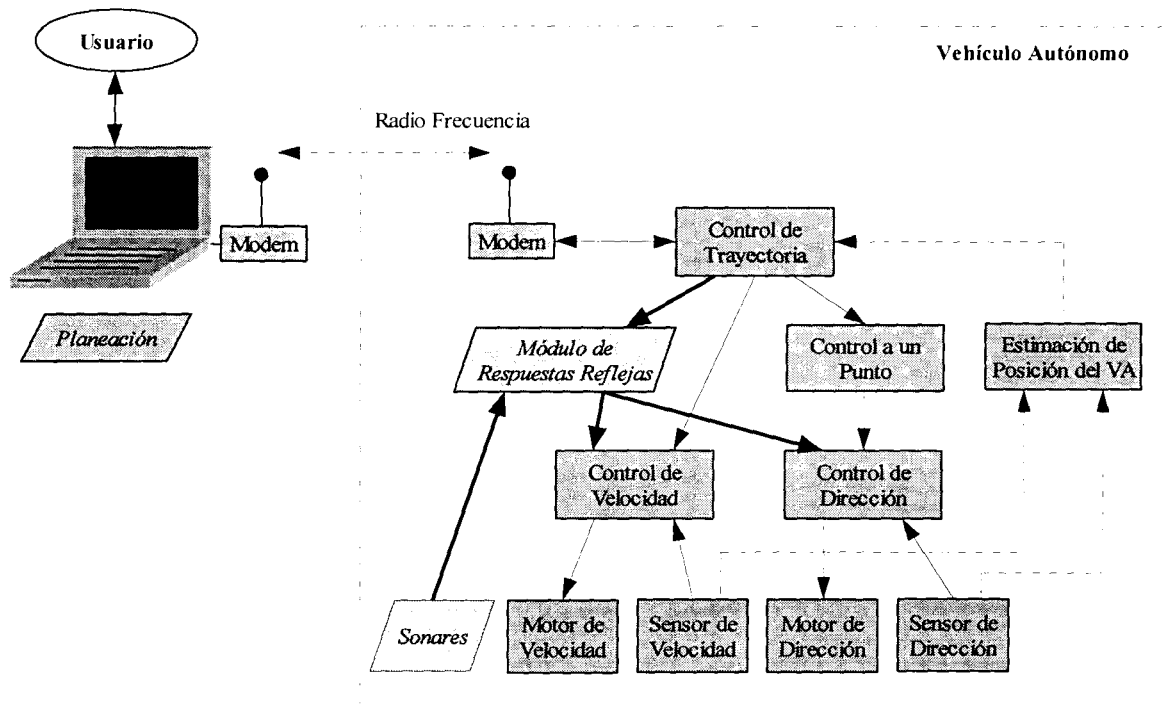 Usuario
Vehículo Autónomo
Radio Frecuencia
Modem
Modem
Control de
Trayectoria
Planeación
Módulo de
Respuestas Reflejas
Control a un
Punto
Estimación de
Posición del VA
Control de
Velocidad
Control de
Dirección
Sonares
Motor de
Velocidad
Sensor de
Velocidad
Motor de
Dirección
Sensor de
Dirección